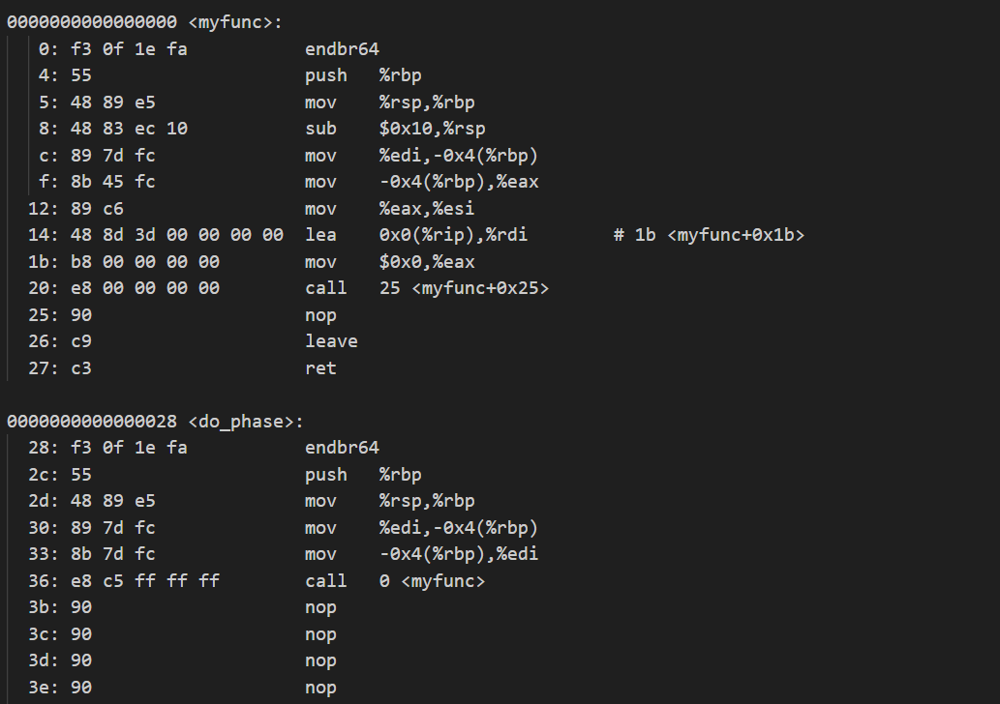 0000000000000000 <myfunc>:
   0: f3 0f 1e fa           endbr64
   4: 55                    push   %rbp
   5: 48 89 e5              mov    %rsp,%rbp
   8: 48 83 ec 10           sub    $0x10,%rsp
   c: 89 7d fc              mov    %edi,-0x4(%rbp)
   f: 8b 45 fc              mov    -0x4(%rbp),%eax
  12: 89 c6                 mov    %eax,%esi
  14: 48 8d 3d 00 00 00 00  lea    0x0(%rip),%rdi        # 1b <myfunc+0x1b>
  1b: b8 00 00 00 00        mov    $0x0,%eax
  20: e8 00 00 00 00        call   25 <myfunc+0x25>
  25: 90                    nop
  26: c9                    leave
  27: c3                    ret

0000000000000028 <do_phase>:
  28: f3 0f 1e fa           endbr64
  2c: 55                    push   %rbp
  2d: 48 89 e5              mov    %rsp,%rbp
  30: 89 7d fc              mov    %edi,-0x4(%rbp)
  33: 8b 7d fc              mov    -0x4(%rbp),%edi
  36: e8 c5 ff ff ff        call   0 <myfunc>
  3b: 90                    nop
  3c: 90                    nop
  3d: 90                    nop
  3e: 90                    nop